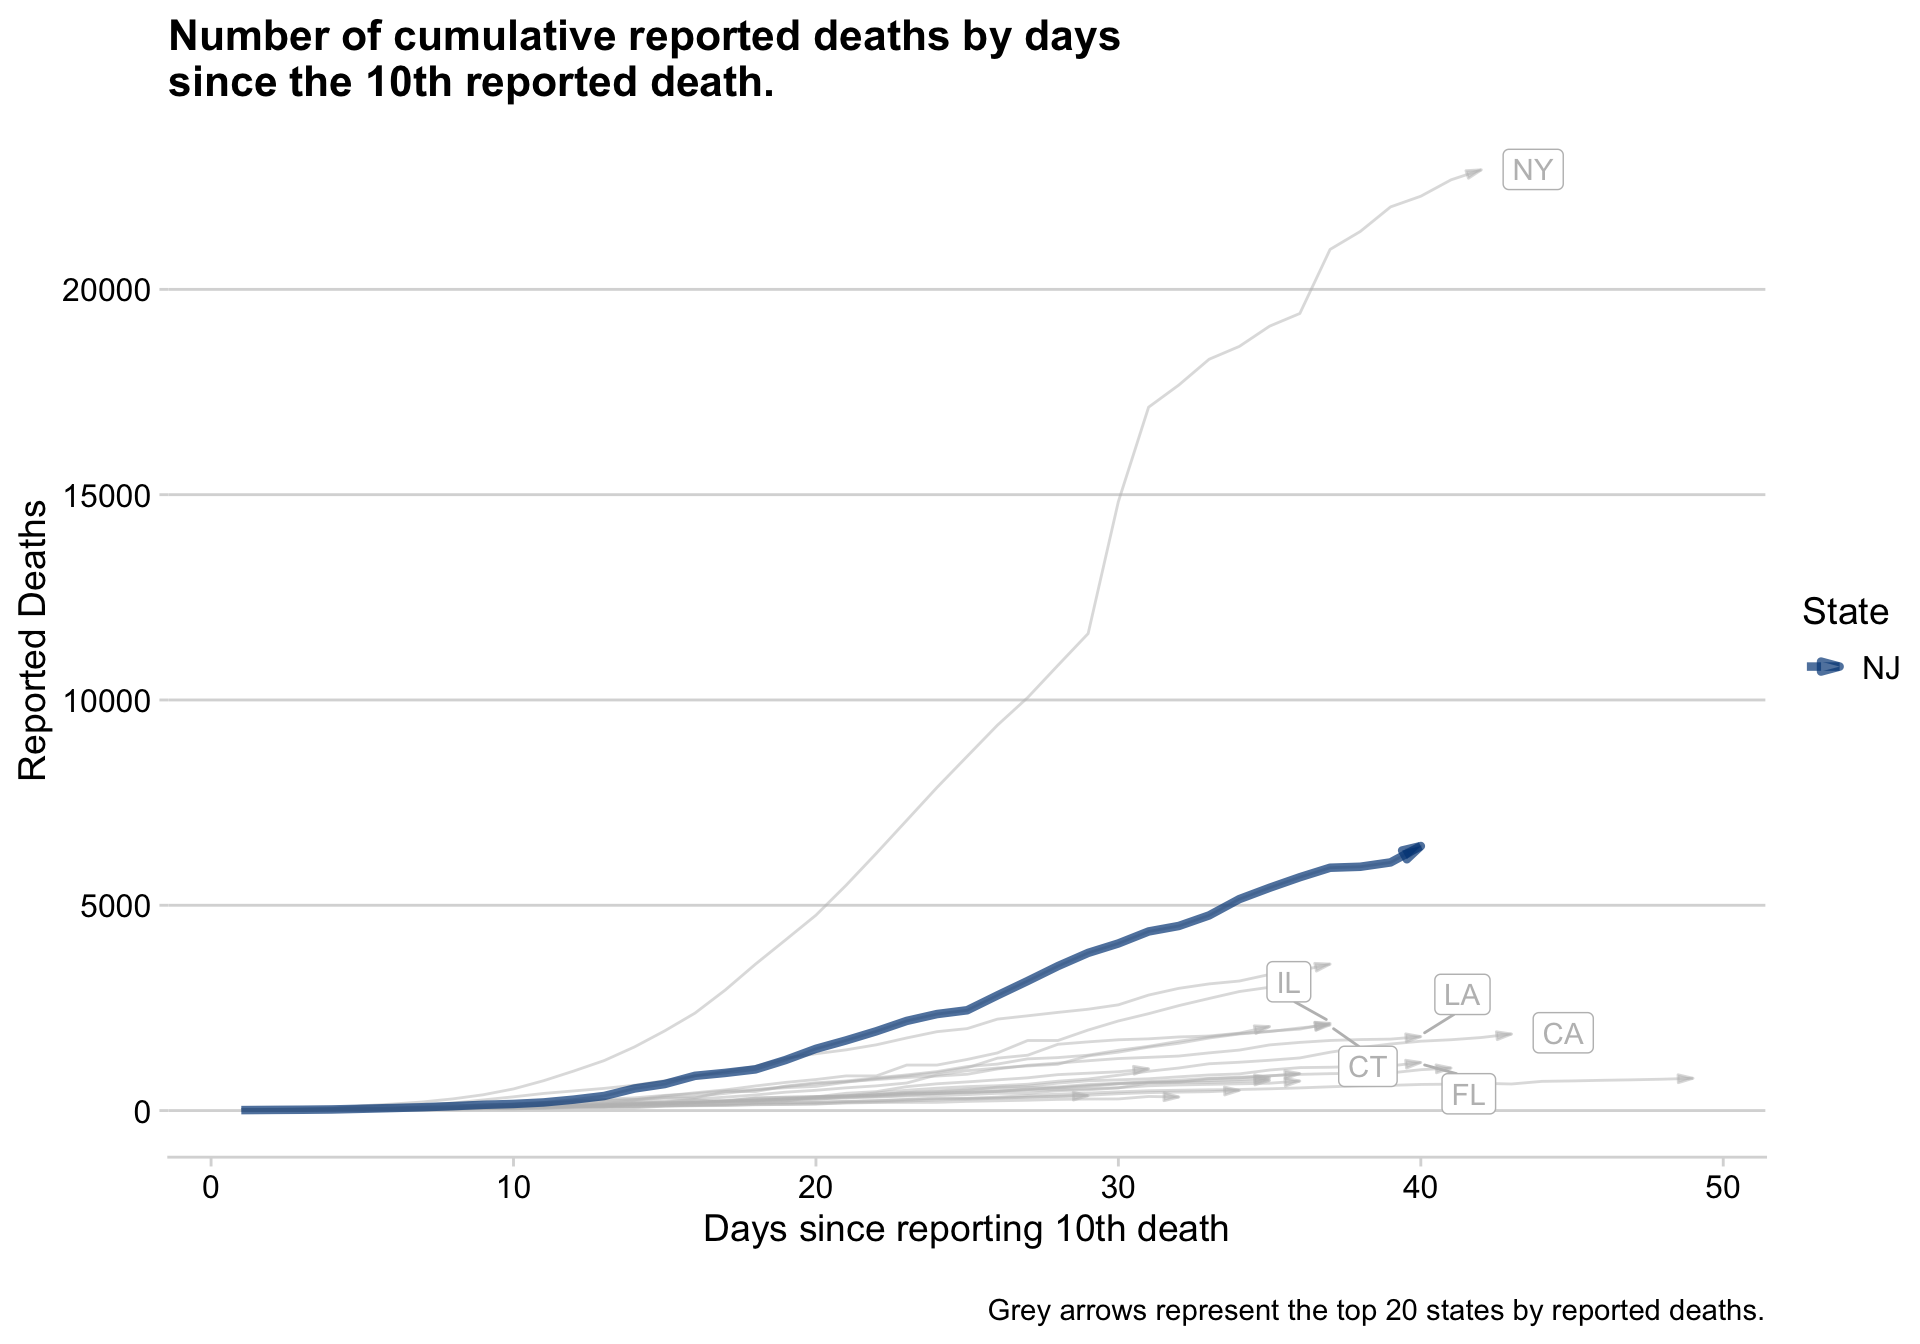 Number of cumulative reported deaths by days
since the 10th reported death.
NY
20000
15000
Reported Deaths
10000
State
NJ
5000
IL
LA
CA
CT
FL
0
0 10 20 30 40 50
Days since reporting 10th death
Grey arrows represent the top 20 states by reported deaths.